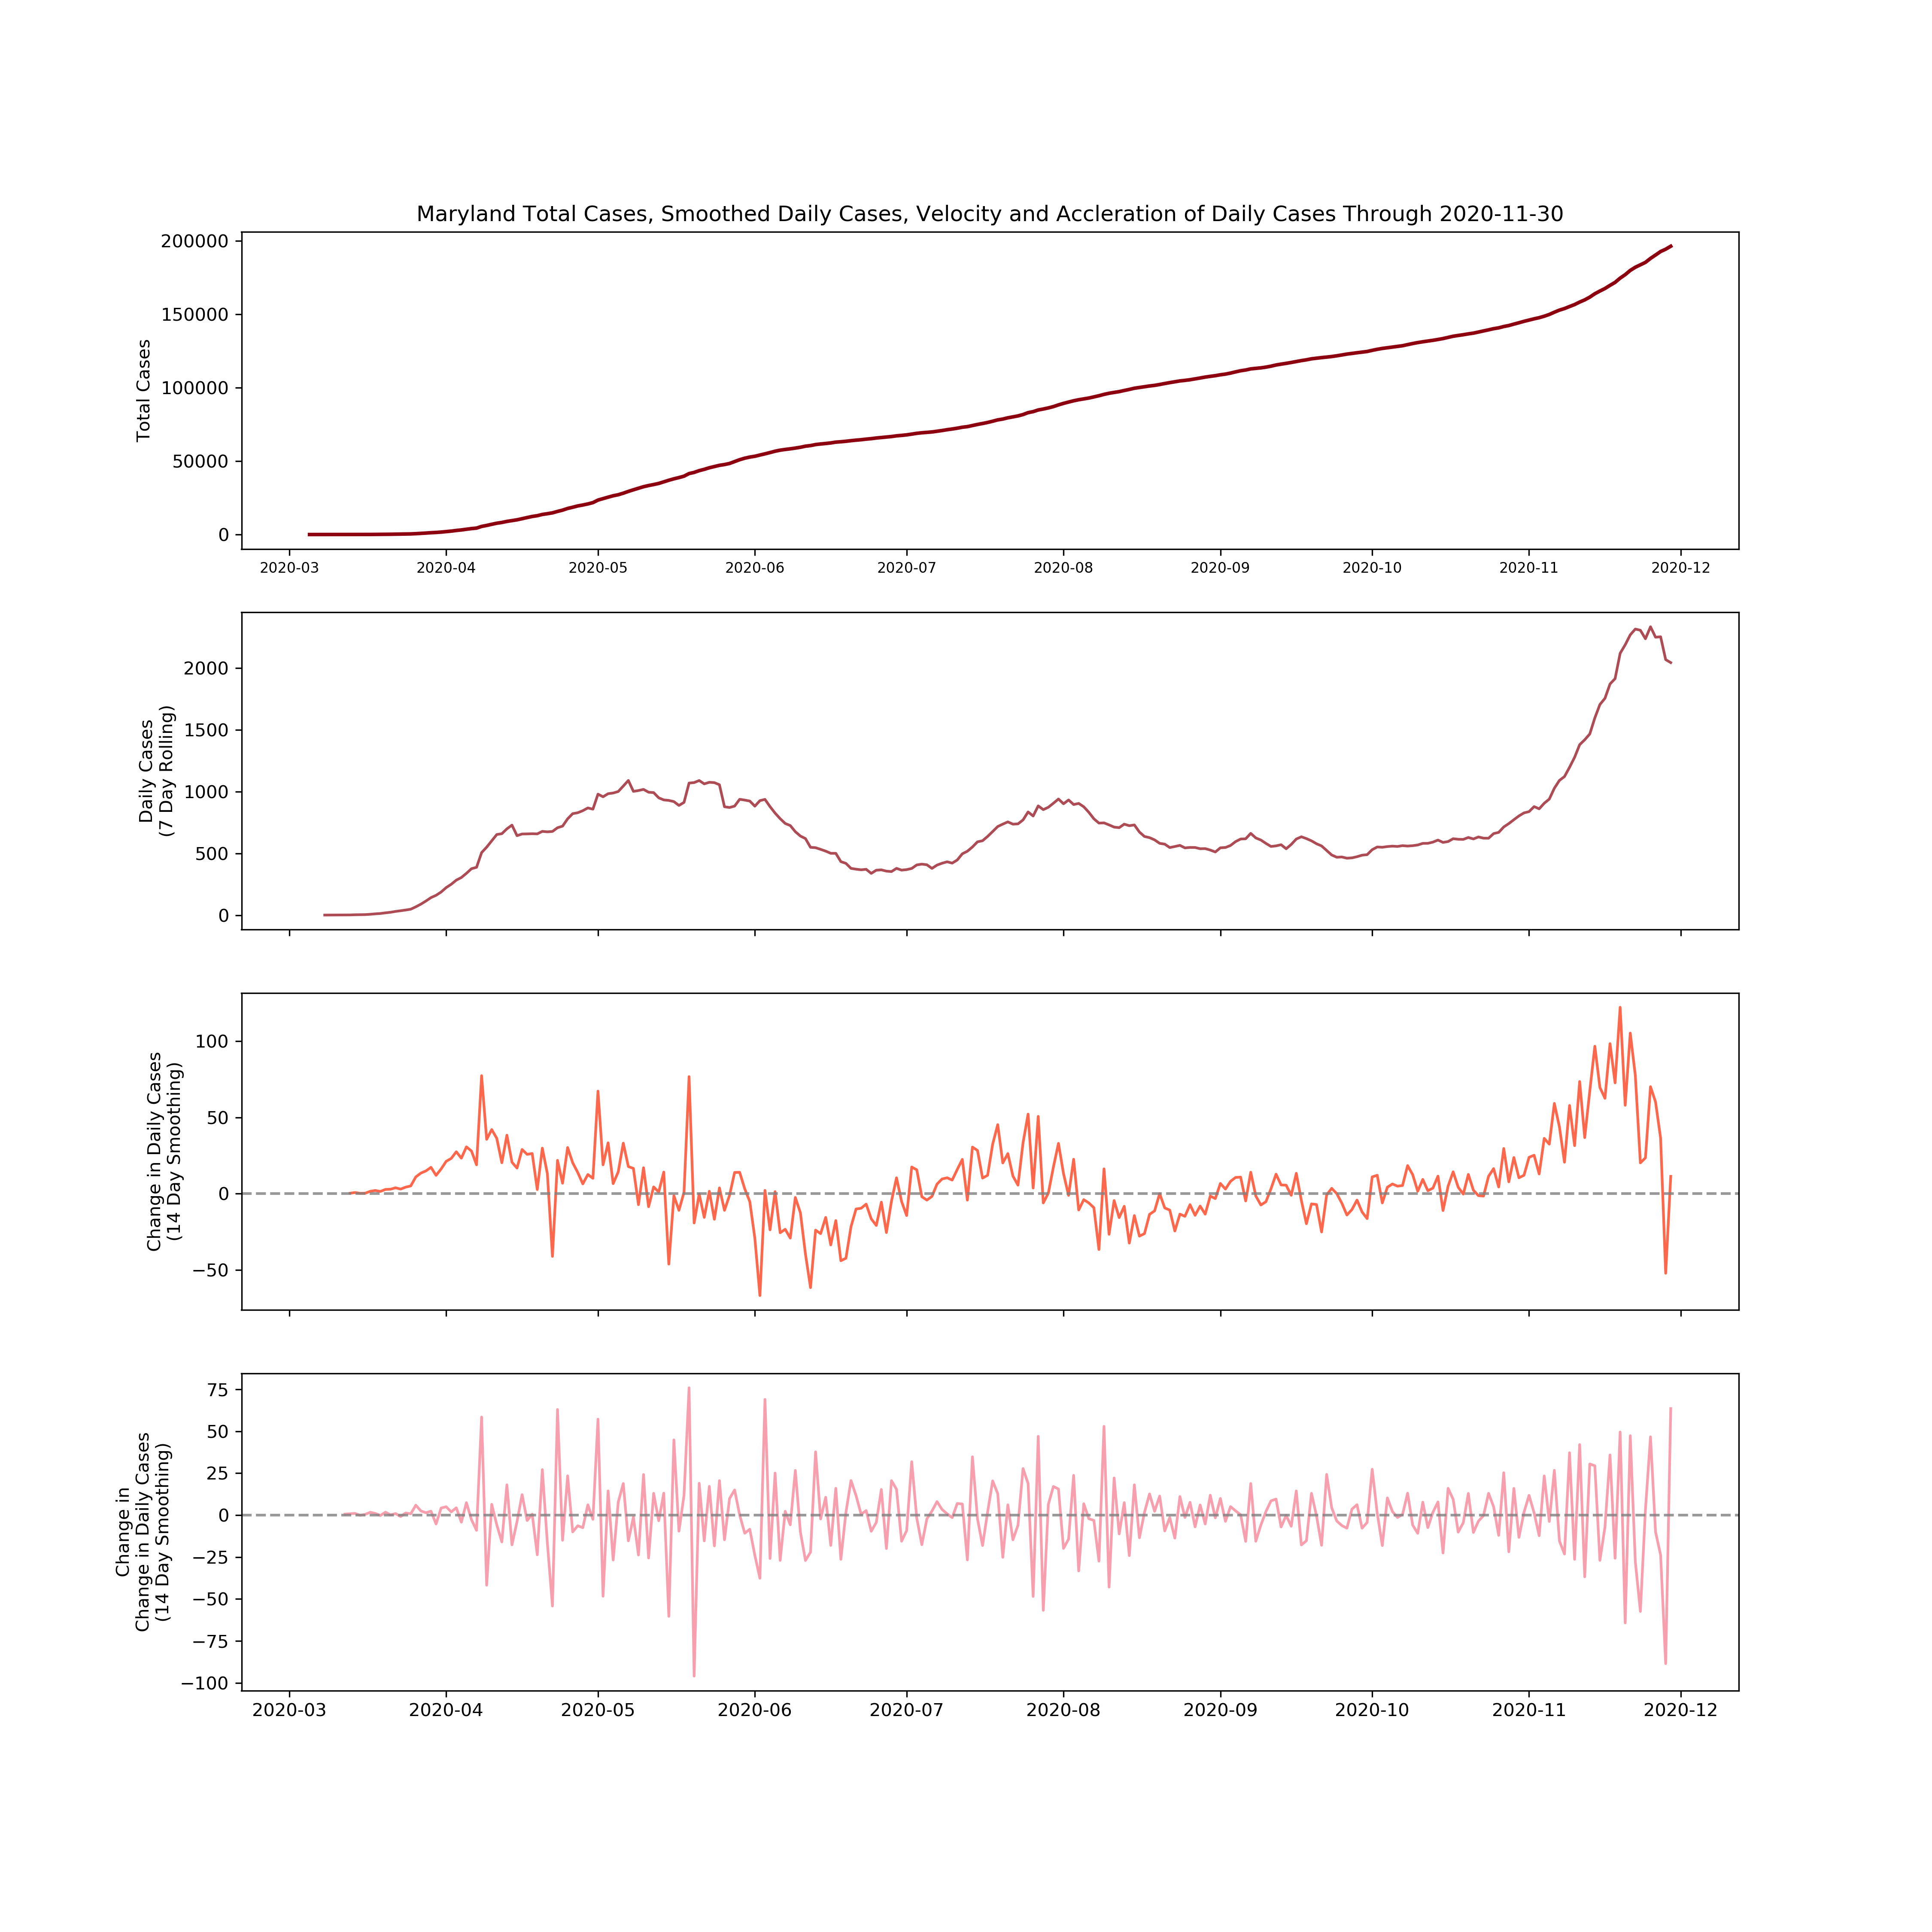 Maryland Total Cases, Smoothed Daily Cases, Velocity and Accleration of Daily Cases Through 2020-11-30
Total Cases
200000
150000
100000
50000
0
2020-03 2020-04 2020-05 2020-06 2020-07 2020-08 2020-09 2020-10 2020-11 2020-12
Daily Cases
(7 Day Rolling)
2000
1500
1000
500
0
Change in Daily Cases
(14 Day Smoothing)
100
50
0
−50
Change in
Change in Daily Cases
(14 Day Smoothing)
75
50
25
0
−25
−50
−75
−100
2020-03 2020-04 2020-05 2020-06 2020-07 2020-08 2020-09 2020-10 2020-11 2020-12